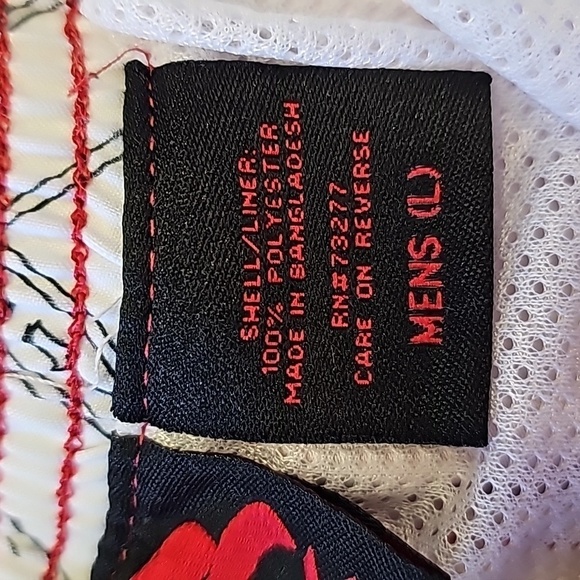 SHELL/LINER:
100% POLYESTER
MADE IN BANGLADESH
RN#73277
CARE ON REVERSE
MENS (L)